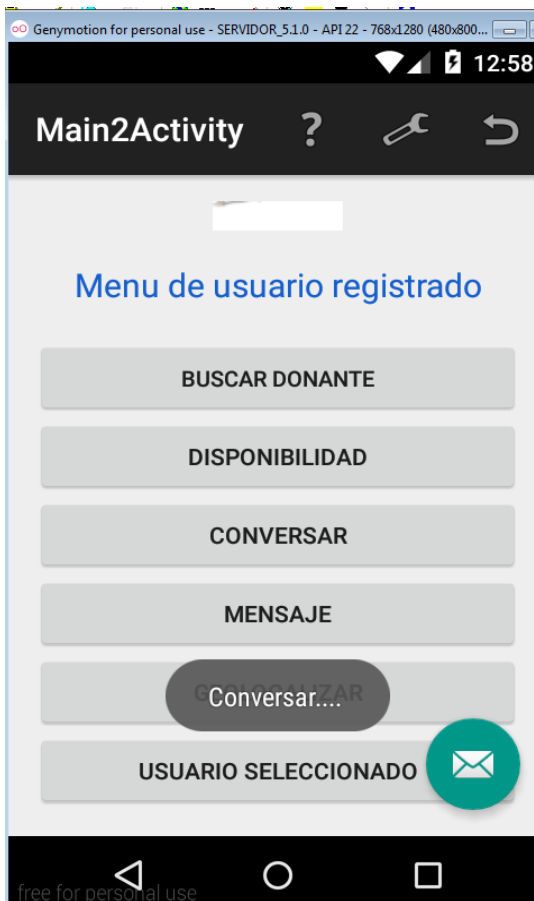 Genymotion for personal use - SERVIDOR_5.1.0 - API 22 - 768x1280 (480x800...
12:58
Main2Activity ?
Menu de usuario registrado
BUSCAR DONANTE
DISPONIBILIDAD
CONVERSAR
MENSAJE
GEOLOCALIZAR
Conversar....
USUARIO SELECCIONADO
free for personal use